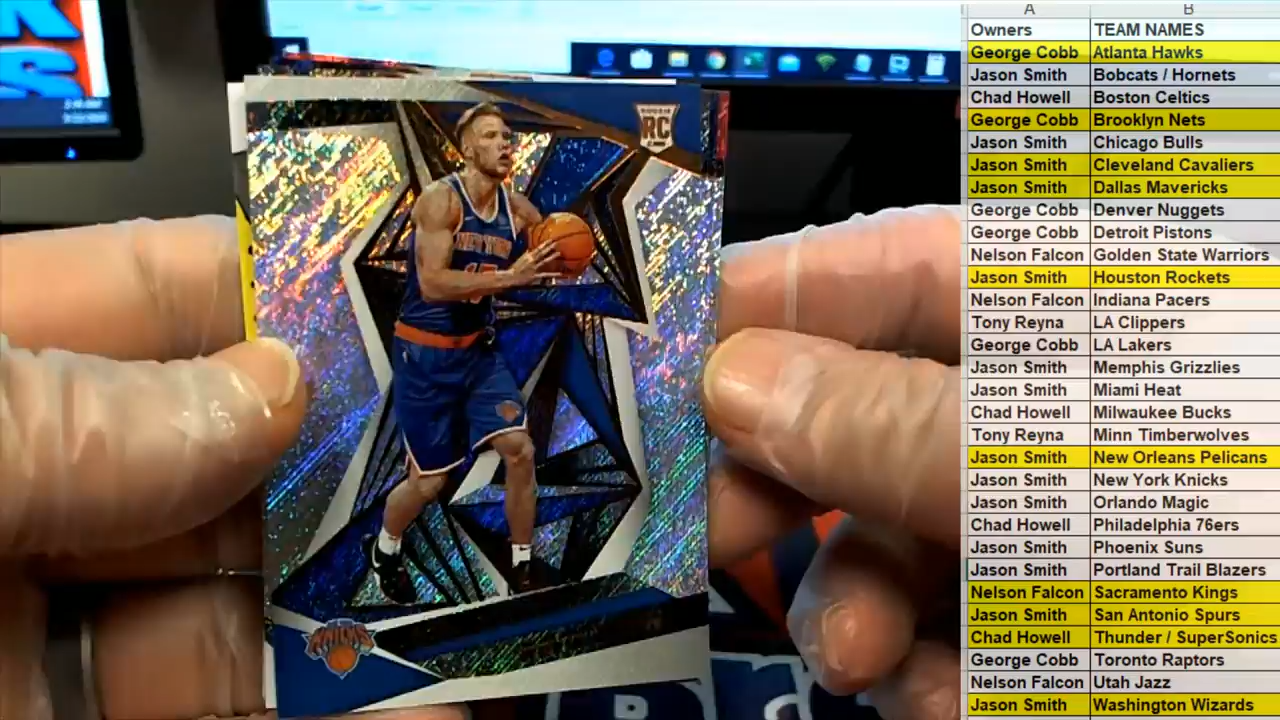 A B
Owners TEAM NAMES
George Cobb Atlanta Hawks
Jason Smith Bobcats / Hornets
Chad Howell Boston Celtics
George Cobb Brooklyn Nets
Jason Smith Chicago Bulls
Jason Smith Cleveland Cavaliers
Jason Smith Dallas Mavericks
George Cobb Denver Nuggets
George Cobb Detroit Pistons
Nelson Falcon Golden State Warriors
Jason Smith Houston Rockets
Nelson Falcon Indiana Pacers
Tony Reyna LA Clippers
George Cobb LA Lakers
Jason Smith Memphis Grizzlies
Jason Smith Miami Heat
Chad Howell Milwaukee Bucks
Tony Reyna Minn Timberwolves
Jason Smith New Orleans Pelicans
Jason Smith New York Knicks
Jason Smith Orlando Magic
Chad Howell Philadelphia 76ers
Jason Smith Phoenix Suns
Jason Smith Portland Trail Blazers
Nelson Falcon Sacramento Kings
Jason Smith San Antonio Spurs
Chad Howell Thunder / SuperSonics
George Cobb Toronto Raptors
Nelson Falcon Utah Jazz
Jason Smith Washington Wizards
ROOKIE
RC
NEW YORK
KNICKS